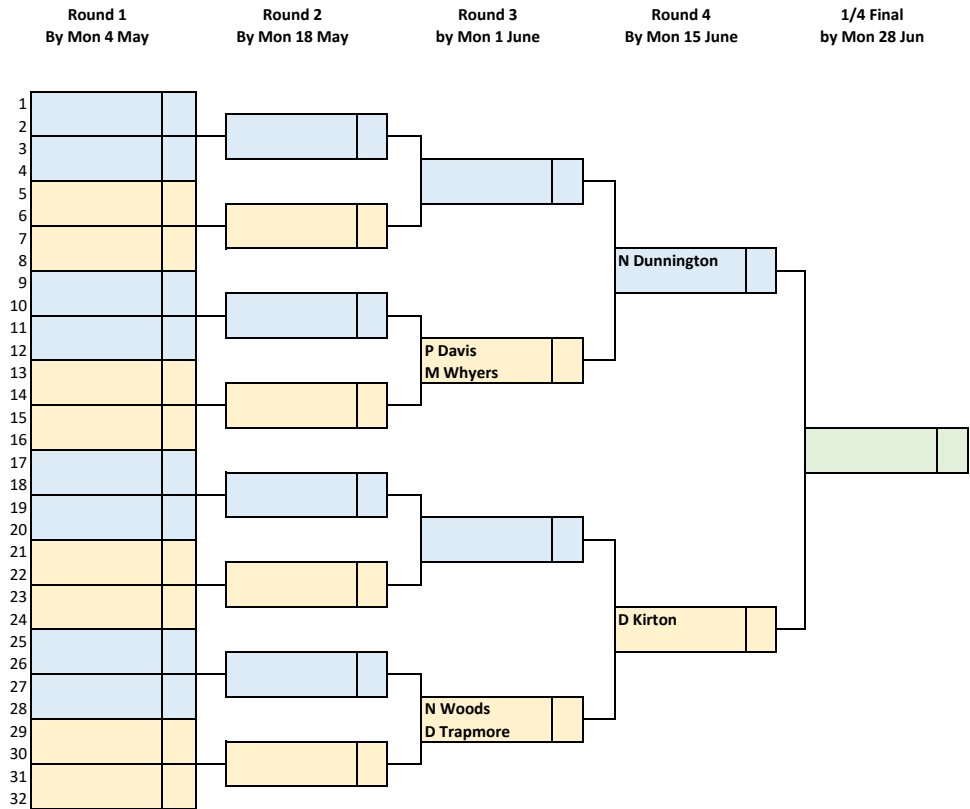 Round 1
By Mon 4 May
Round 2
By Mon 18 May
Round 3
by Mon 1 June
Round 4
By Mon 15 June
1/4 Final
by Mon 28 Jun
1
2
3
4
5
6
7
8
9
10
11
12
13
14
15
16
17
18
19
20
21
22
23
24
25
26
27
28
29
30
31
32
P Davis
M Whyers
N Woods
D Trapmore
N Dunnington
D Kirton